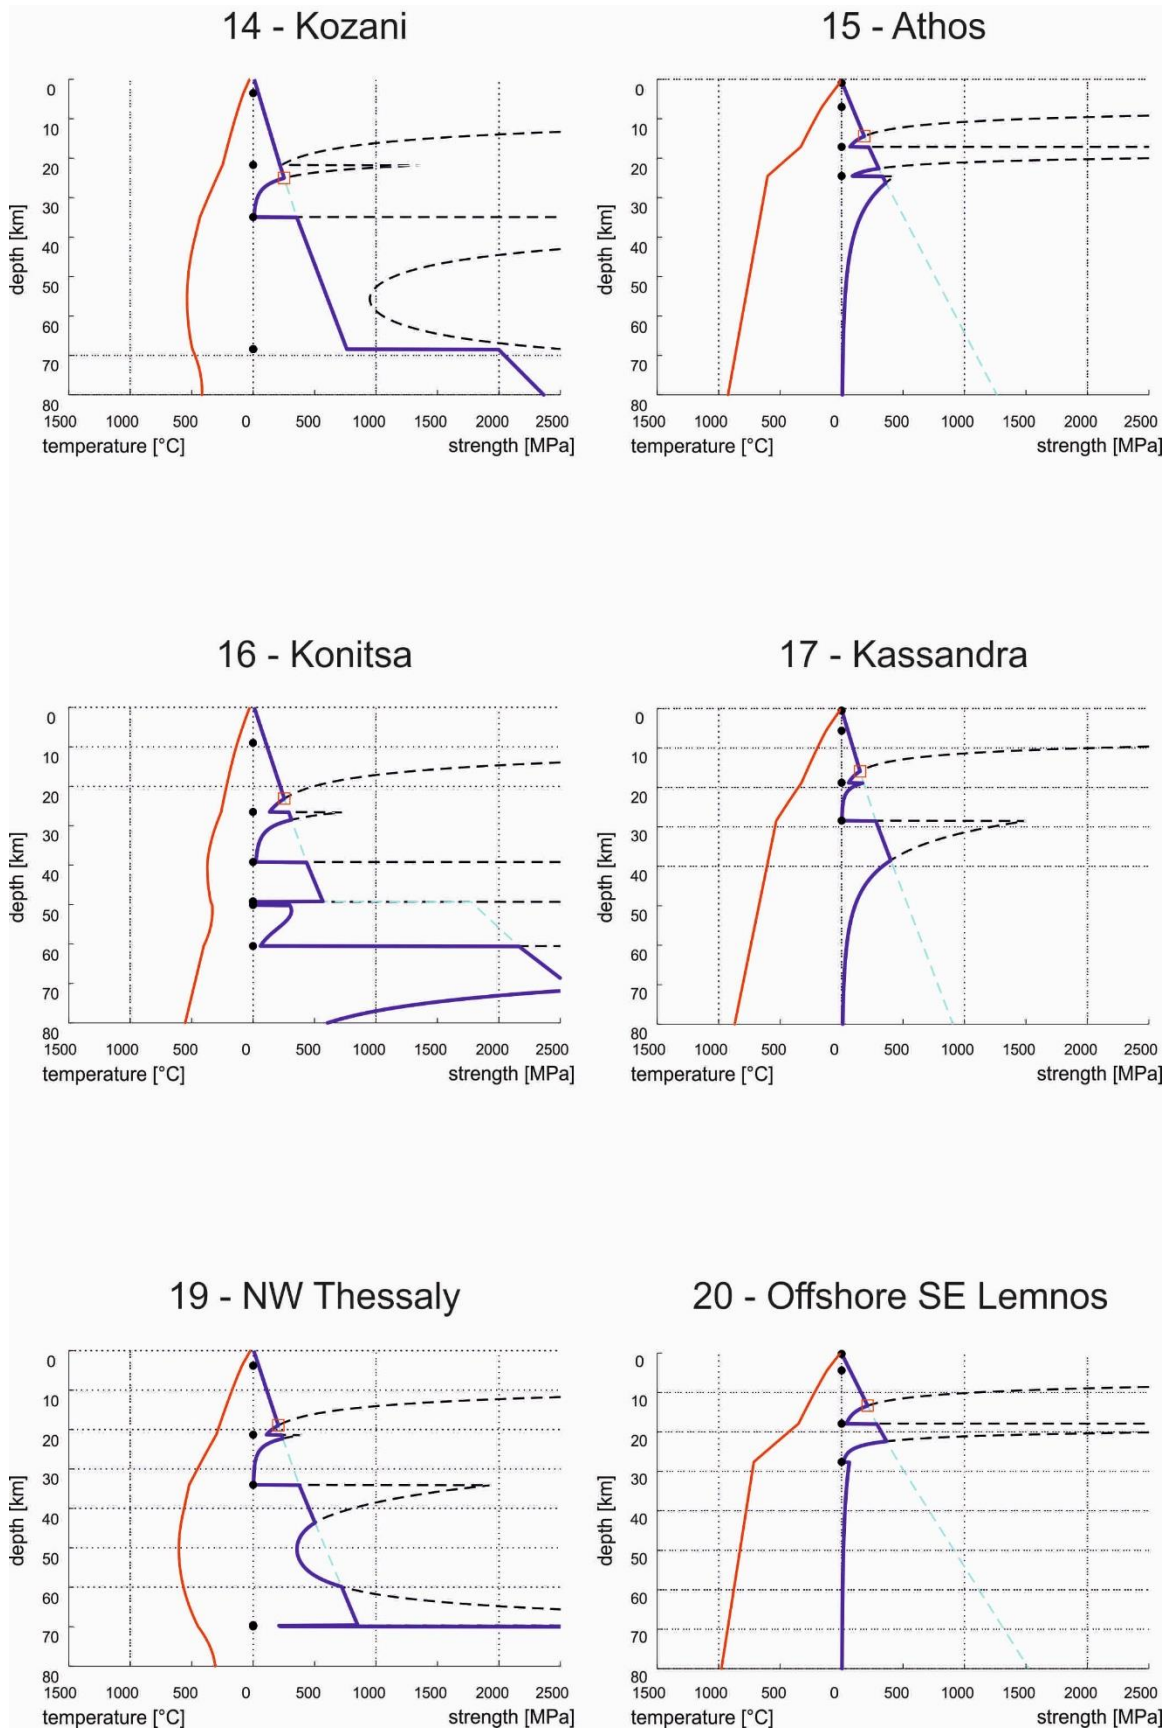 14 - Kozani
0
10
20
30
40
50
60
70
80
depth [km]
1500 1000 500 0 500 1000 1500 2000 2500
temperature [°C] strength [MPa]
15 - Athos
0
10
20
30
40
50
60
70
80
depth [km]
1500 1000 500 0 500 1000 1500 2000 2500
temperature [°C] strength [MPa]
16 - Konitsa
0
10
20
30
40
50
60
70
80
depth [km]
1500 1000 500 0 500 1000 1500 2000 2500
temperature [°C] strength [MPa]
17 - Kassandra
0
10
20
30
40
50
60
70
80
depth [km]
1500 1000 500 0 500 1000 1500 2000 2500
temperature [°C] strength [MPa]
19 - NW Thessaly
0
10
20
30
40
50
60
70
80
depth [km]
1500 1000 500 0 500 1000 1500 2000 2500
temperature [°C] strength [MPa]
20 - Offshore SE Lemnos
0
10
20
30
40
50
60
70
80
depth [km]
1500 1000 500 0 500 1000 1500 2000 2500
temperature [°C] strength [MPa]